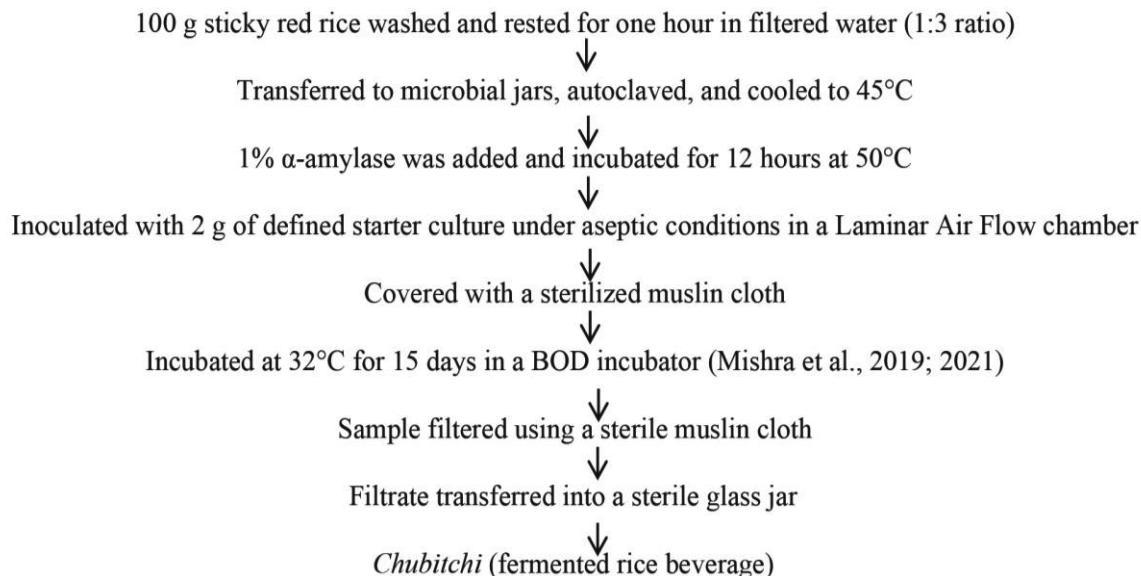 100 g sticky red rice washed and rested for one hour in filtered water (1:3 ratio)
Transferred to microbial jars, autoclaved, and cooled to 45°C
1% α-amylase was added and incubated for 12 hours at 50°C
Inoculated with 2 g of defined starter culture under aseptic conditions in a Laminar Air Flow chamber
Covered with a sterilized muslin cloth
Incubated at 32°C for 15 days in a BOD incubator (Mishra et al., 2019; 2021)
Sample filtered using a sterile muslin cloth
Filtrate transferred into a sterile glass jar
Chubitchi (fermented rice beverage)